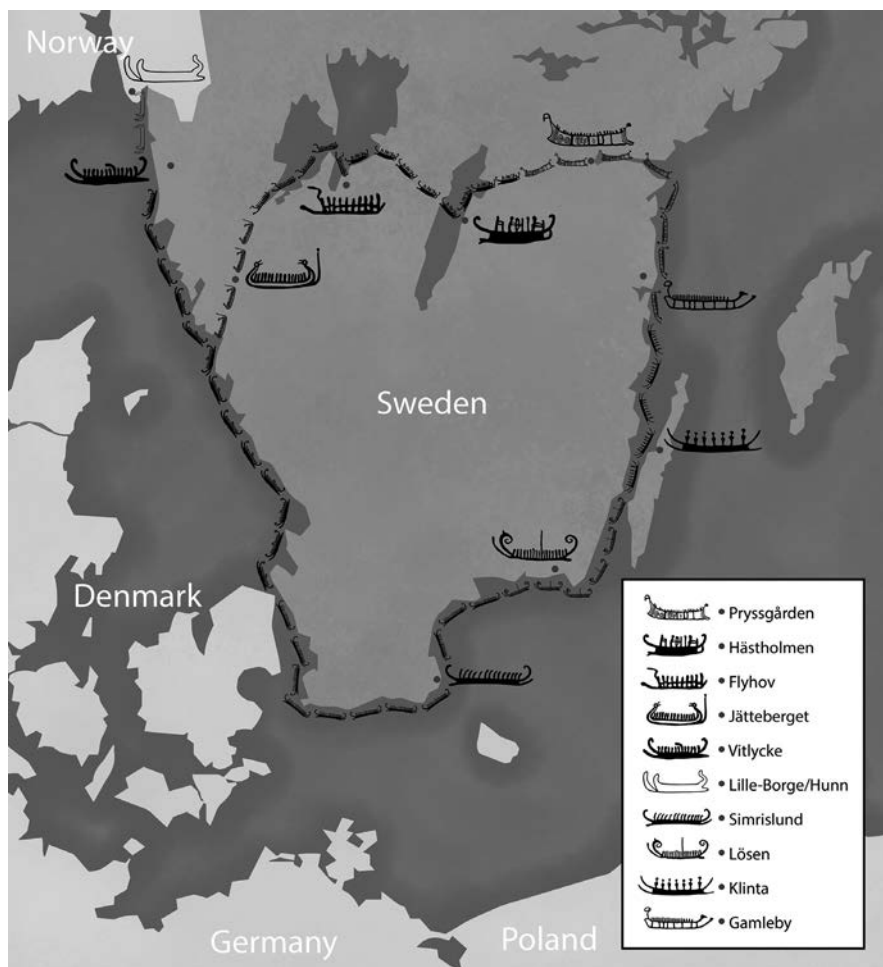 Norway
Sweden
Denmark
Germany
Poland
• Pryssgården
• Hästholmen
• Flyhov
• Jätteberget
• Vitlycke
• Lille-Borge/Hunn
• Simrislund
• Lösen
• Klinta
• Gamleby